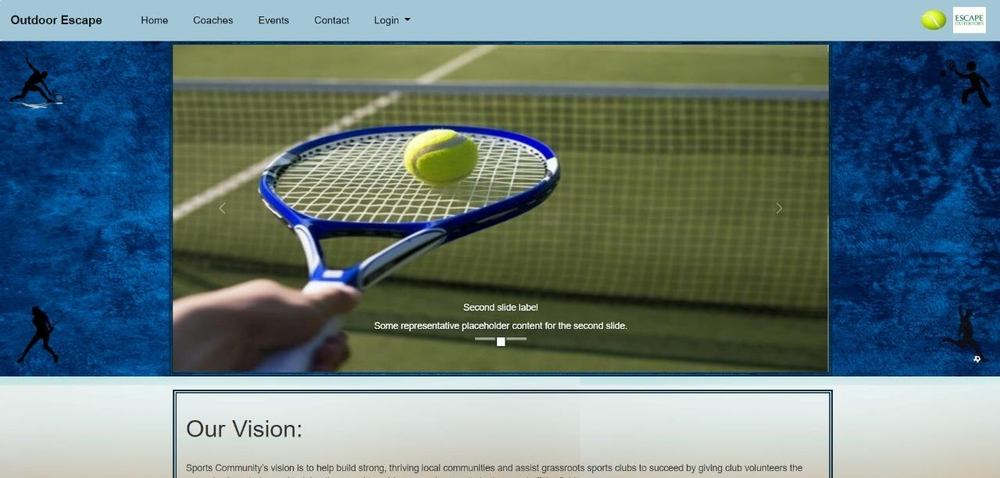 Outdoor Escape Home Coaches Events Contact Login
ESCAPE
OUTDOORS
Second slide label
Some representative placeholder content for the second slide.
Our Vision:
Sports Community's vision is to help build strong, thriving local communities and assist grassroots sports clubs to succeed by giving club volunteers the